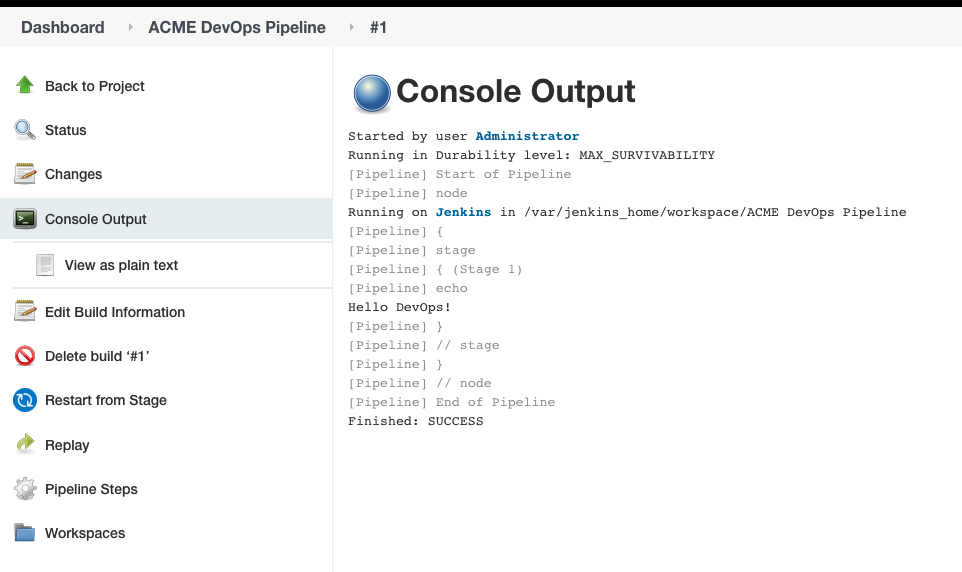 Dashboard ACME DevOps Pipeline #1
Back to Project
Status
Changes
Console Output
View as plain text
Edit Build Information
Delete build ‘#1’
Restart from Stage
Replay
Pipeline Steps
Workspaces
Console Output
Started by user Administrator
Running in Durability level: MAX_SURVIVABILITY
[Pipeline] Start of Pipeline
[Pipeline] node
Running on Jenkins in /var/jenkins_home/workspace/ACME DevOps Pipeline
[Pipeline] {
[Pipeline] stage
[Pipeline] { (Stage 1)
[Pipeline] echo
Hello DevOps!
[Pipeline] }
[Pipeline] // stage
[Pipeline] }
[Pipeline] // node
[Pipeline] End of Pipeline
Finished: SUCCESS